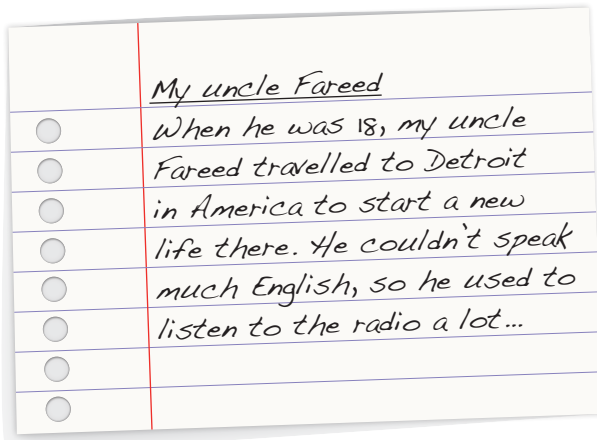 My uncle Fareed
When he was 18, my uncle
Fareed travelled to Detroit
in America to start a new
life there. He couldn't speak
much English, so he used to
listen to the radio a lot...